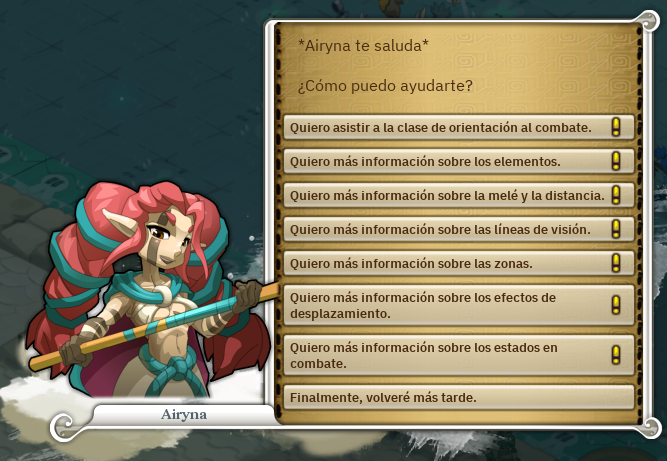 *Airyna te saluda*
¿Cómo puedo ayudarte?
Quiero asistir a la clase de orientación al combate.
Quiero más información sobre los elementos.
Quiero más información sobre la melé y la distancia.
Quiero más información sobre las líneas de visión.
Quiero más información sobre las zonas.
Quiero más información sobre los efectos de
desplazamiento.
Quiero más información sobre los estados en
combate.
Finalmente, volveré más tarde.
Airyna